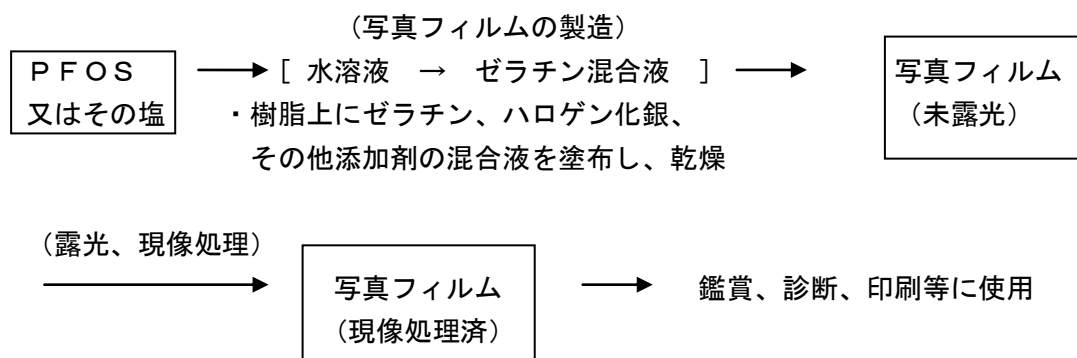 (写真フィルムの製造)
PFOS
又はその塩
[ 水溶液 → ゼラチン混合液 ]
・樹脂上にゼラチン、ハロゲン化銀、
その他添加剤の混合液を塗布し、乾燥
写真フィルム
(未露光)
(露光、現像処理)
写真フィルム
(現像処理済)
鑑賞、診断、印刷等に使用